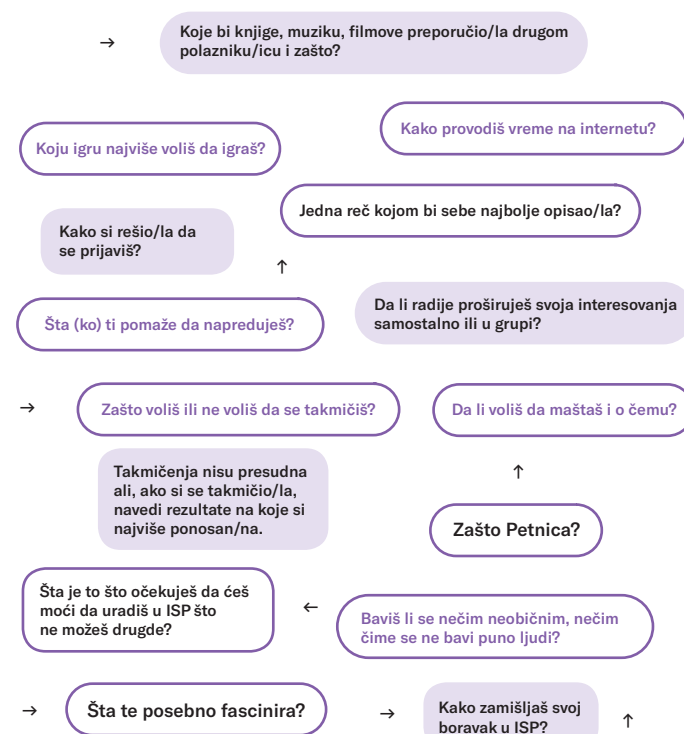 →
Koje bi knjige, muziku, filmove preporučio/la drugom
polazniku/icu i zašto?
Kako provodiš vreme na internetu?
Koju igru najviše voliš da igraš?
Jedna reč kojom bi sebe najbolje opisao/la?
Kako si rešio/la da
se prijaviš?
↑
Da li radije proširuješ svoja interesovanja
samostalno ili u grupi?
Šta (ko) ti pomaže da napreduješ?
→
Zašto voliš ili ne voliš da se takmičiš?
Da li voliš da maštaš i o čemu?
Takmičenja nisu presudna
ali, ako si se takmičio/la,
navedi rezultate na koje si
najviše ponosan/na.
↑
Zašto Petnica?
Šta je to što očekuješ da ćeš
moći da uradiš u ISP što
ne možeš drugde?
←
Baviš li se nečim neobičnim, nečim
čime se ne bavi puno ljudi?
→
Šta te posebno fascinira?
→
Kako zamišljaš svoj
boravak u ISP?
↑